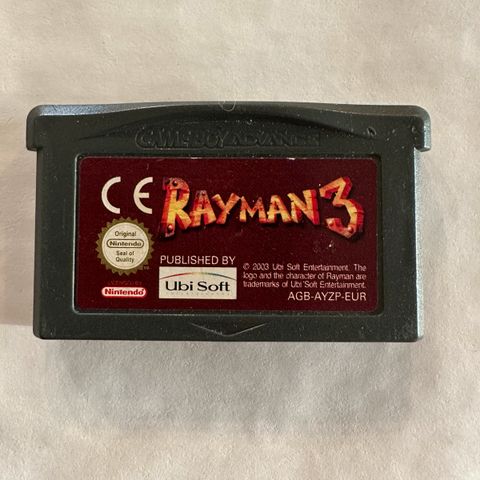 GAME BOY ADVANCE
CE
RAYMAN 3
Original
Nintendo
Seal of
Quality
Nintendo
PUBLISHED BY
Ubi Soft
© 2003 Ubi Soft Entertainment. The
logo and the character of Rayman are
trademarks of Ubi Soft Entertainment.
AGB-AYZP-EUR